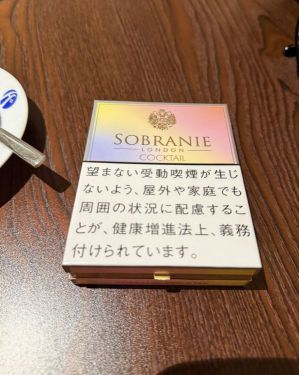 SOBRANIE
LONDON
COCKTAIL
望まない受動喫煙が生じ
ないよう、屋外や家庭でも
周囲の状況に配慮するこ
とが、健康増進法上、義務
付けられています。